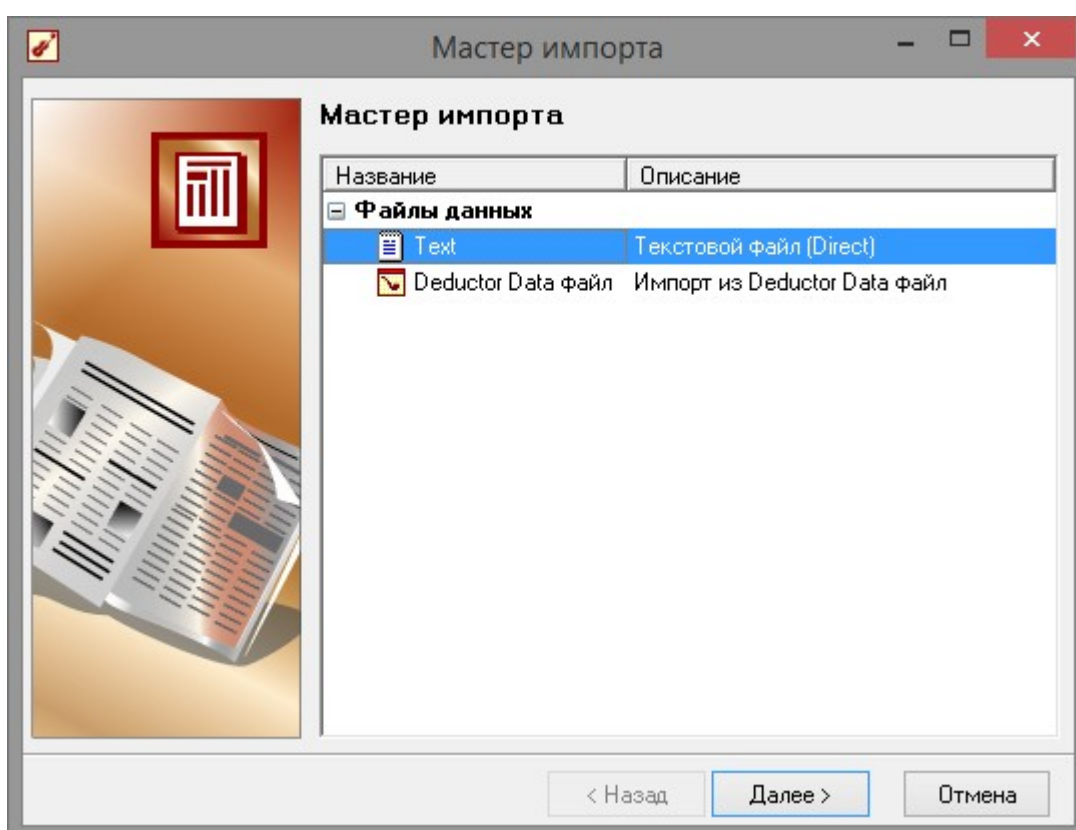 Мастер импорта
Мастер импорта
Название Описание
Файлы данных
Text Текстовой файл (Direct)
Deductor Data файл Импорт из Deductor Data файл
< Назад Далее > Отмена